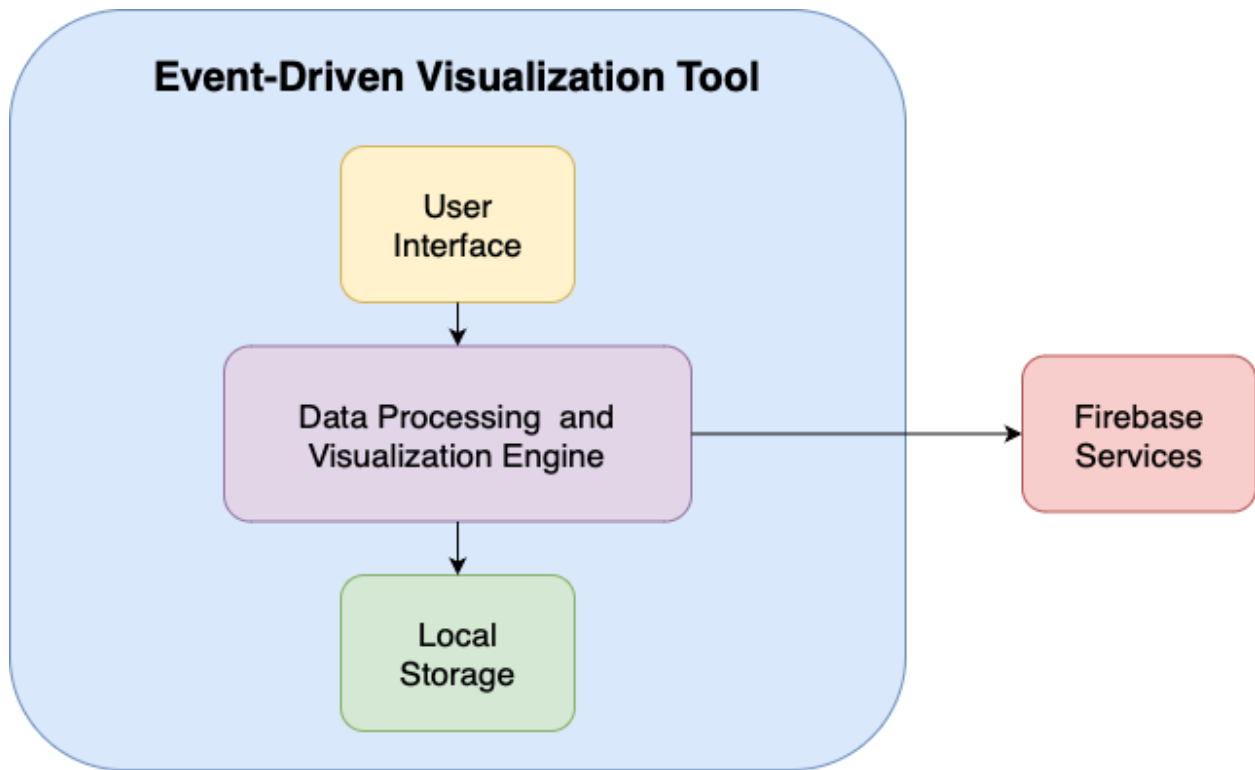 Event-Driven Visualization Tool
User
Interface
Data Processing  and
Visualization Engine
Firebase
Services
Local
Storage